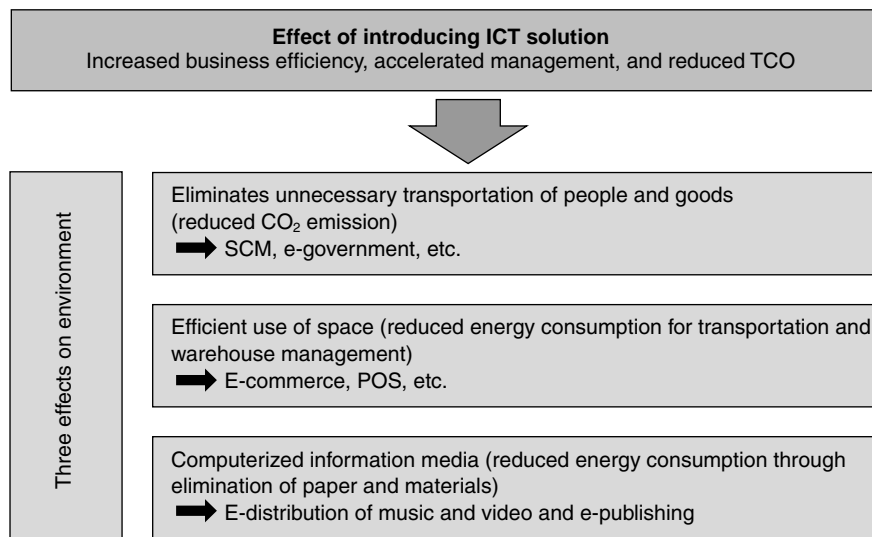 Effect of introducing ICT solution
Increased business efficiency, accelerated management, and reduced TCO
Three effects on environment
Eliminates unnecessary transportation of people and goods
(reduced CO₂ emission)
SCM, e-government, etc.
Efficient use of space (reduced energy consumption for transportation and
warehouse management)
E-commerce, POS, etc.
Computerized information media (reduced energy consumption through
elimination of paper and materials)
E-distribution of music and video and e-publishing